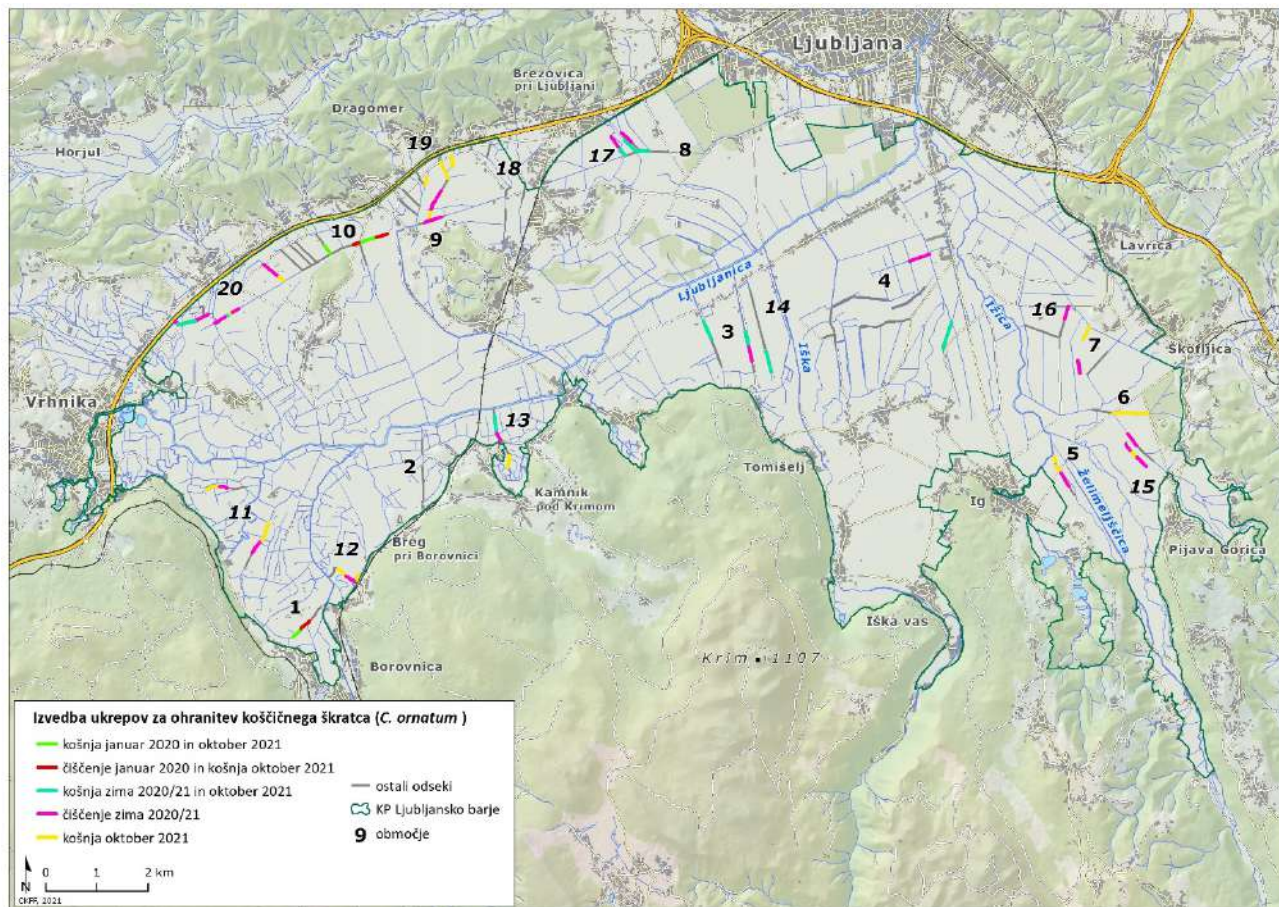 Ljubljana
Brezovica
pri Ljubljani
Dragomer
Horjul
19
18
17
8
10
9
Lavrica
20
4
Ljubljanica
14
Ižica
16
3
7
Iška
Škofljica
Vrhnika
6
13
5
2
Tomišelj
Ig
Želimeljščica
15
Kamnik
pod Krimom
11
Breg
pri Borovnici
12
Pijava Gorica
1
Iška vas
Borovnica
Krim 1107
Izvedba ukrepov za ohranitev koščičnega škratca (C. ornatum )
košnja januar 2020 in oktober 2021
čiščenje januar 2020 in košnja oktober 2021
košnja zima 2020/21 in oktober 2021
čiščenje zima 2020/21
košnja oktober 2021
ostali odseki
KP Ljubljansko barje
9 območje
N
0 1 2 km
CKFF, 2021